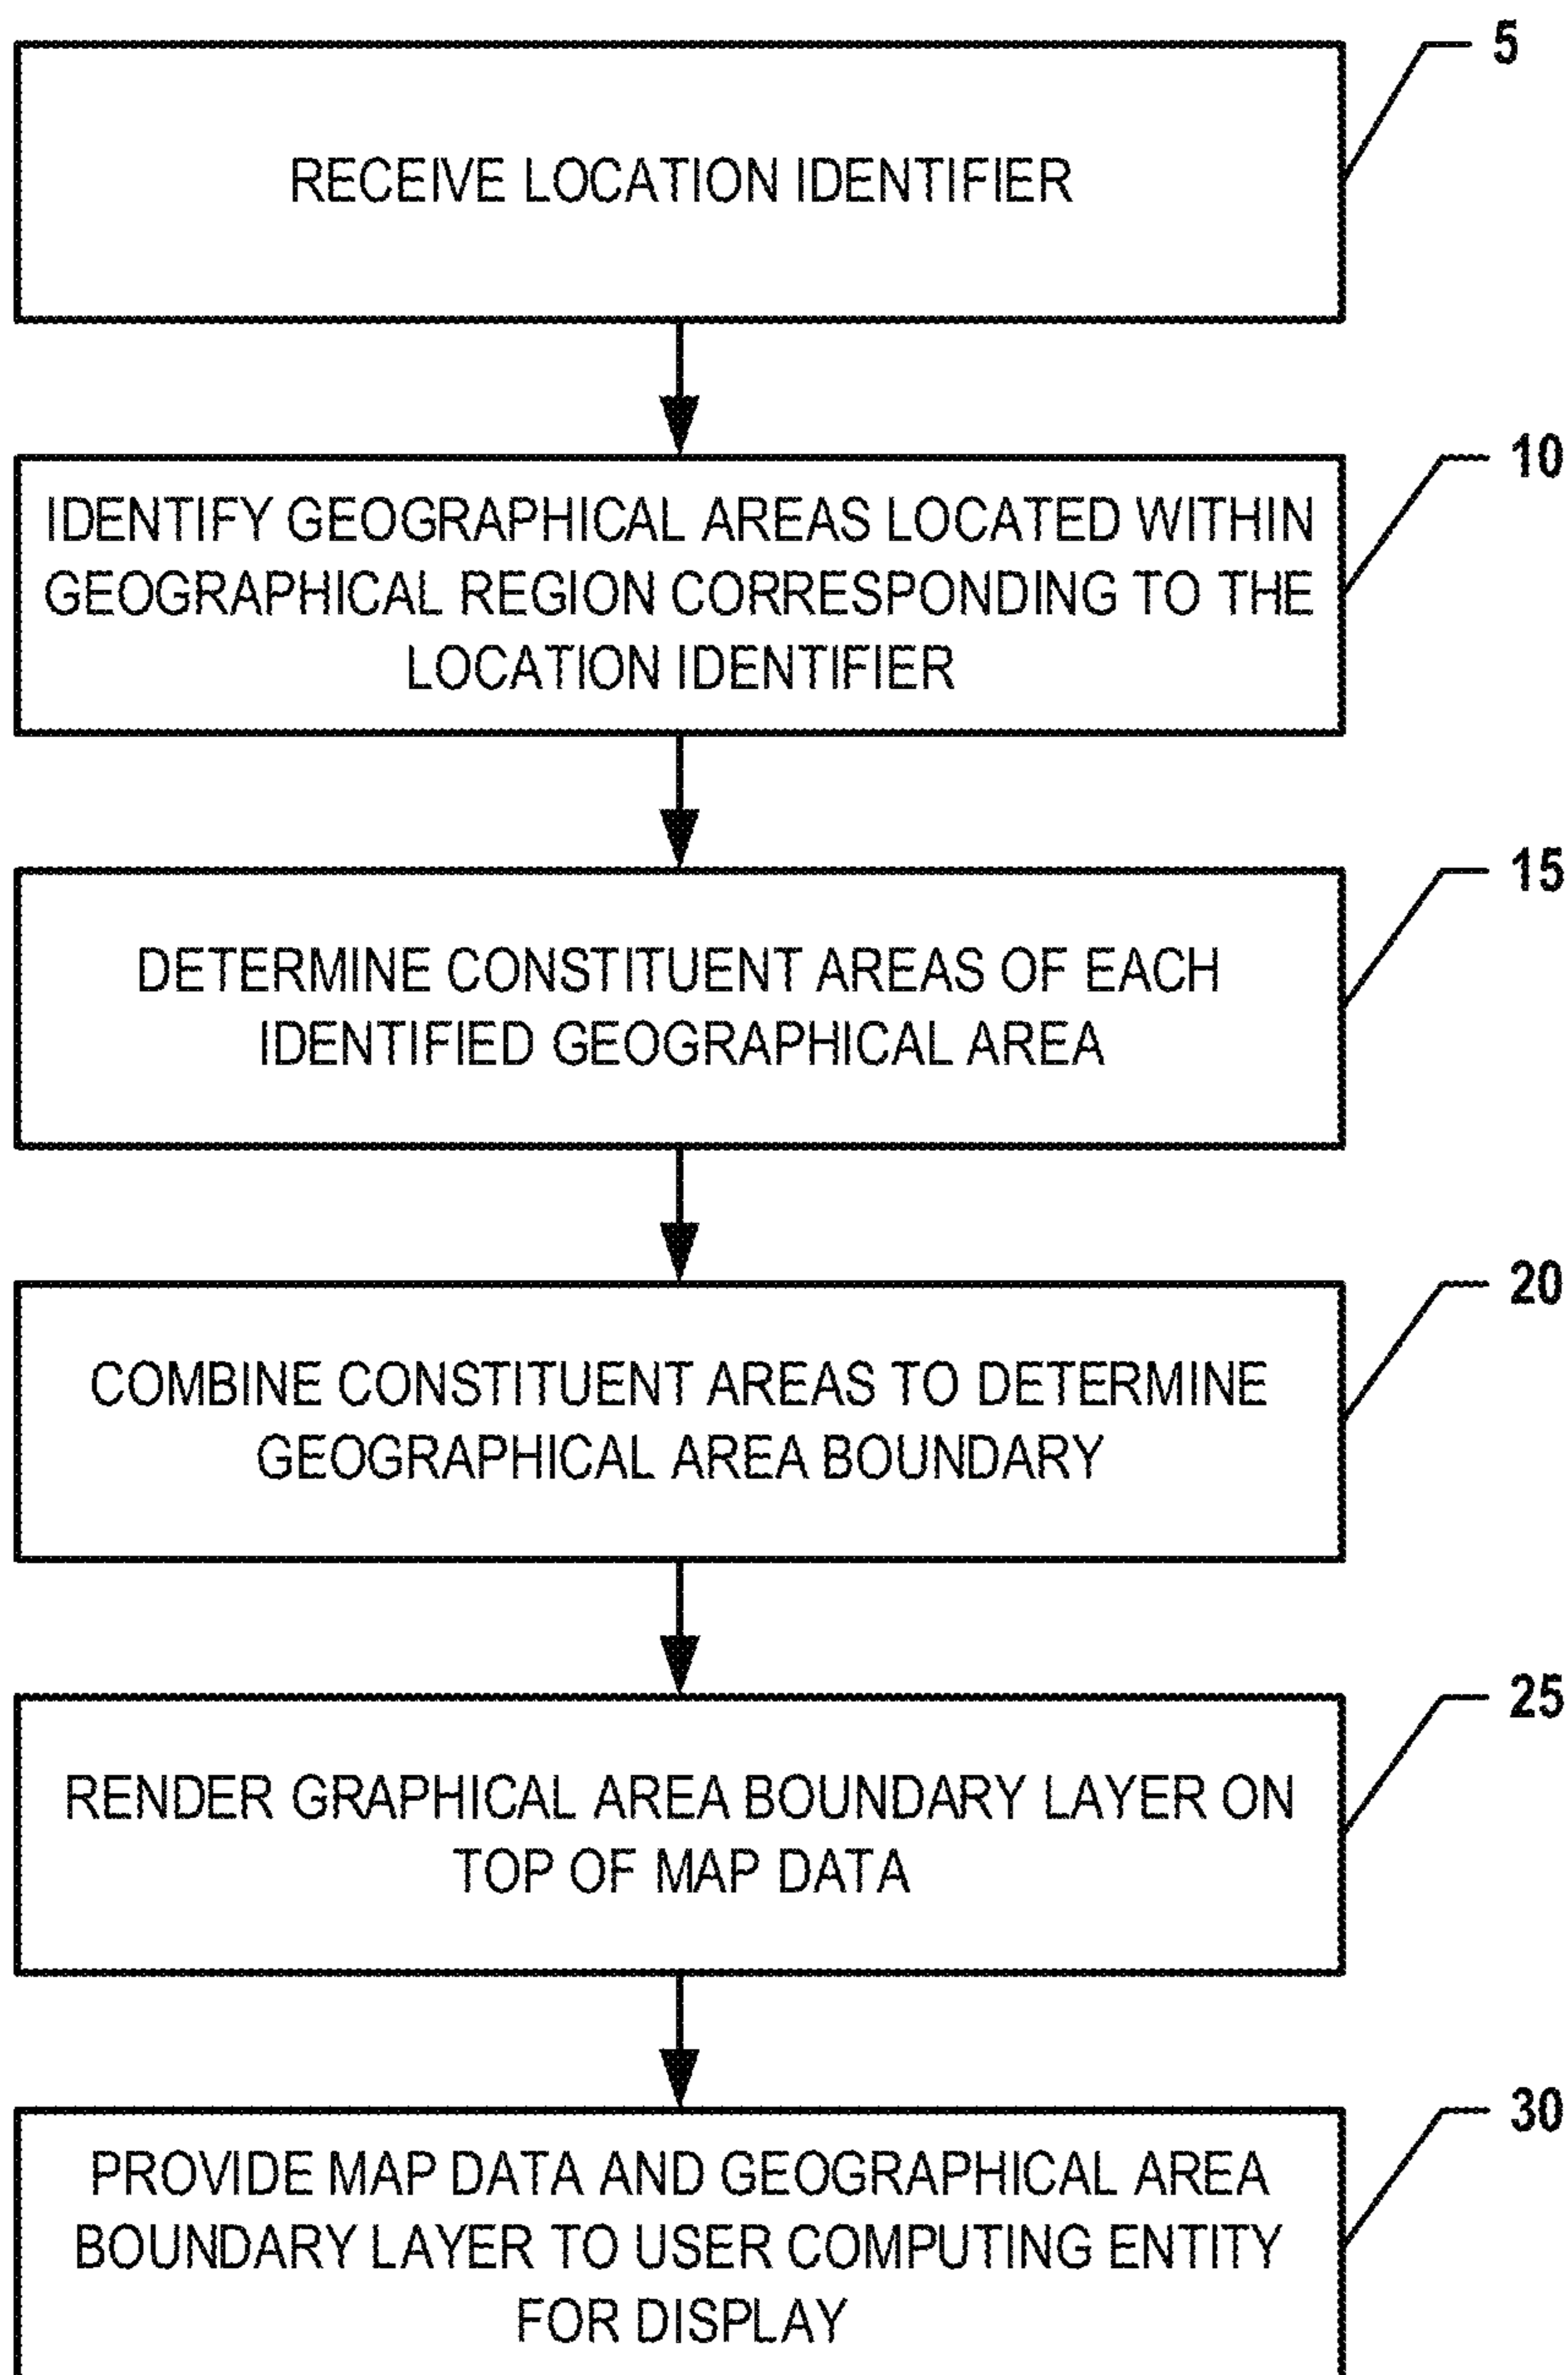 5
RECEIVE LOCATION IDENTIFIER
10
IDENTIFY GEOGRAPHICAL AREAS LOCATED WITHIN
GEOGRAPHICAL REGION CORRESPONDING TO THE
LOCATION IDENTIFIER
15
DETERMINE CONSTITUENT AREAS OF EACH
IDENTIFIED GEOGRAPHICAL AREA
20
COMBINE CONSTITUENT AREAS TO DETERMINE
GEOGRAPHICAL AREA BOUNDARY
25
RENDER GRAPHICAL AREA BOUNDARY LAYER ON
TOP OF MAP DATA
30
PROVIDE MAP DATA AND GEOGRAPHICAL AREA
BOUNDARY LAYER TO USER COMPUTING ENTITY
FOR DISPLAY